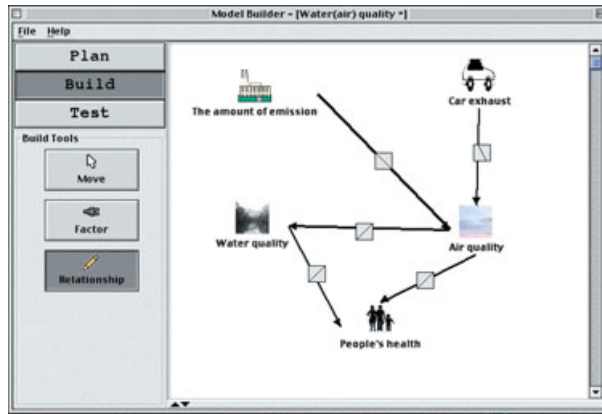 Model Builder - [Water(air) quality *]
File Help
Plan
Build
Test
Build Tools
Move
Factor
Relationship
The amount of emission
Car exhaust
Water quality
Air quality
People's health